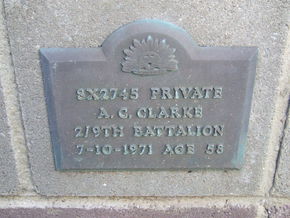 SX2745 PRIVATE
A. C. CLARKE
2/9TH BATTALION
7-10-1971 AGE 58